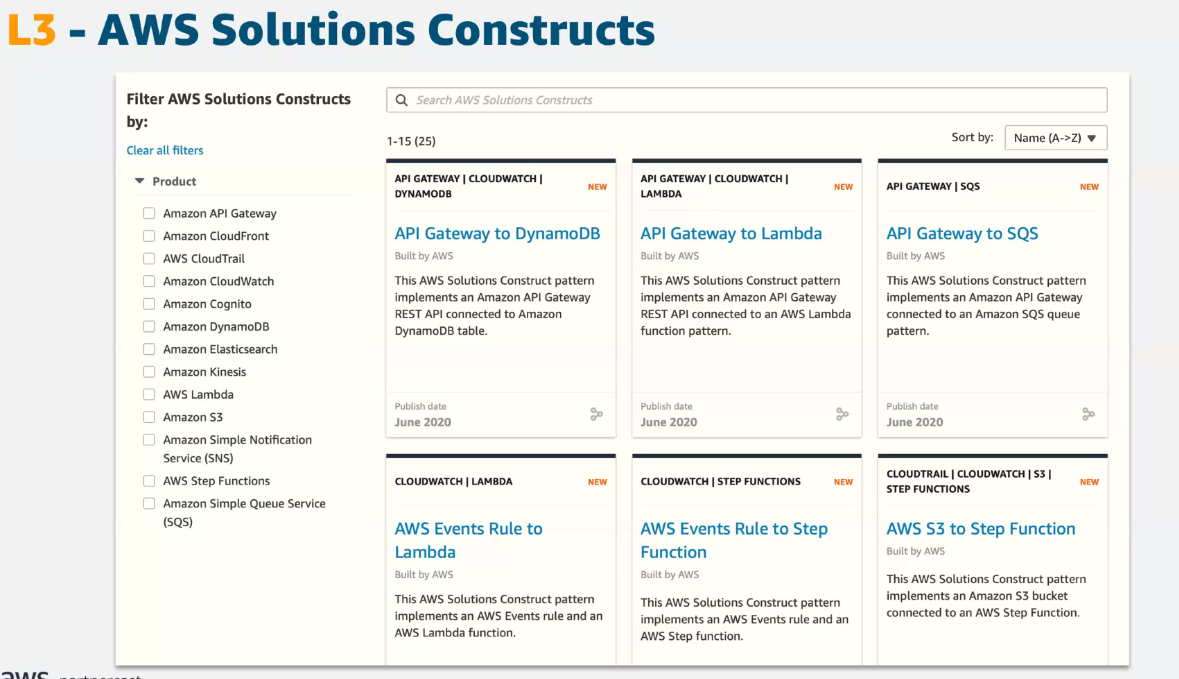 L3 - AWS Solutions Constructs
Filter AWS Solutions Constructs
by:
Clear all filters
Product
Amazon API Gateway
Amazon CloudFront
AWS CloudTrail
Amazon CloudWatch
Amazon Cognito
Amazon DynamoDB
Amazon Elasticsearch
Amazon Kinesis
AWS Lambda
Amazon S3
Amazon Simple Notification
Service (SNS)
AWS Step Functions
Amazon Simple Queue Service
(SQS)
Search AWS Solutions Constructs
1-15 (25)
Sort by:
Name (A->Z)
API GATEWAY | CLOUDWATCH |
DYNAMODB
NEW
API Gateway to DynamoDB
Built by AWS
This AWS Solutions Construct pattern
implements an Amazon API Gateway
REST API connected to Amazon
DynamoDB table.
Publish date
June 2020
API GATEWAY | CLOUDWATCH |
LAMBDA
NEW
API Gateway to Lambda
Built by AWS
This AWS Solutions Construct pattern
implements an Amazon API Gateway
REST API connected to an AWS Lambda
function pattern.
Publish date
June 2020
API GATEWAY | SQS
NEW
API Gateway to SQS
Built by AWS
This AWS Solutions Construct pattern
implements an Amazon API Gateway
connected to an Amazon SQS queue
pattern.
Publish date
June 2020
CLOUDWATCH | LAMBDA
NEW
AWS Events Rule to
Lambda
Built by AWS
This AWS Solutions Construct pattern
implements an AWS Events rule and an
AWS Lambda function.
CLOUDWATCH | STEP FUNCTIONS
NEW
AWS Events Rule to Step
Function
Built by AWS
This AWS Solutions Construct pattern
implements an AWS Events rule and an
AWS Step function.
CLOUDTRAIL | CLOUDWATCH | S3 |
STEP FUNCTIONS
NEW
AWS S3 to Step Function
Built by AWS
This AWS Solutions Construct pattern
implements an Amazon S3 bucket
connected to an AWS Step Function.
aws